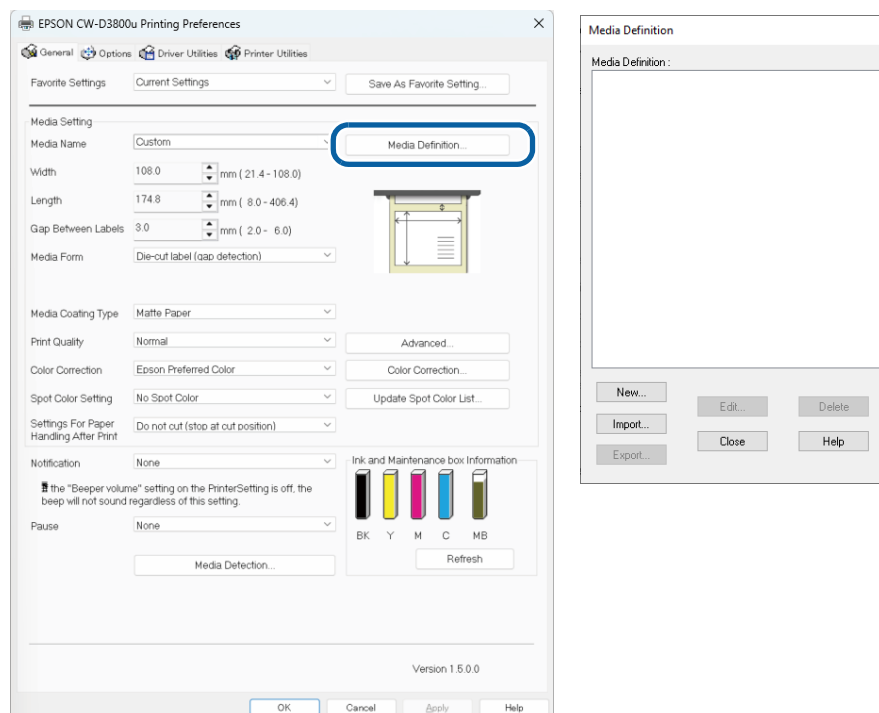 EPSON CW-D3800u Printing Preferences
General Options Driver Utilities Printer Utilities
Favorite Settings Current Settings Save As Favorite Setting...
Media Setting
Media Name Custom Media Definition...
Width 108.0 mm ( 21.4 - 108.0)
Length 174.8 mm ( 8.0 - 406.4)
Gap Between Labels 3.0 mm ( 2.0 - 6.0)
Media Form Die-cut label (gap detection)
Media Coating Type Matte Paper
Print Quality Normal Advanced...
Color Correction Epson Preferred Color Color Correction...
Spot Color Setting No Spot Color Update Spot Color List...
Settings For Paper
Handling After Print Do not cut (stop at cut position)
Notification None
If the "Beeper volume" setting on the PrinterSetting is off, the
beep will not sound regardless of this setting.
Pause None
Media Detection...
Ink and Maintenance box Information
BK Y M C MB
Refresh
Version 1.5.0.0
OK Cancel Apply Help
Media Definition
Media Definition :
New... Edit... Delete
Import... Close Help
Export...